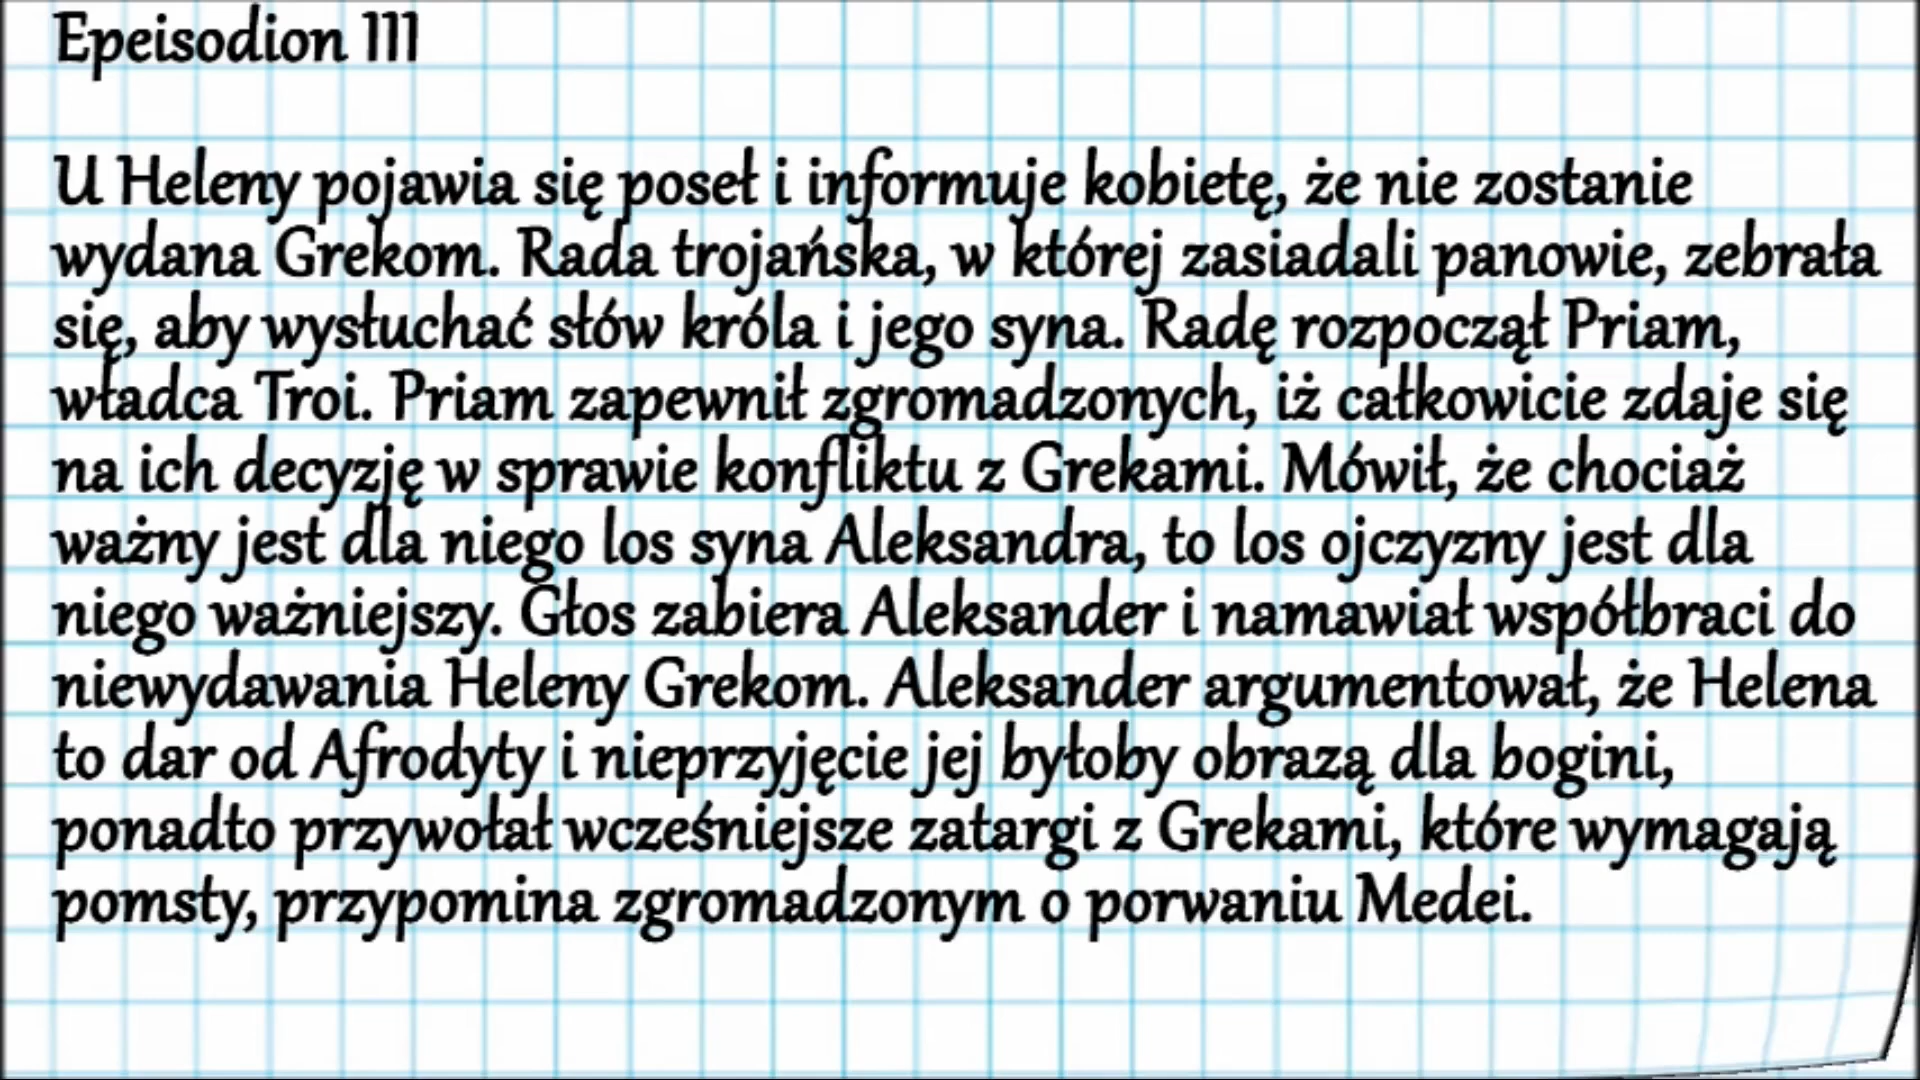 Epeisodion III
U Heleny pojawia się poseł i informuje kobietę, że nie zostanie
wydana Grekom. Rada trojańska, w której zasiadali panowie, zebrała
się, aby wysłuchać słów króla i jego syna. Radę rozpoczął Priam,
władca Troi. Priam zapewnił zgromadzonych, iż całkowicie zdaje się
na ich decyzję w sprawie konfliktu z Grekami. Mówił, że chociaż
ważny jest dla niego los syna Aleksandra, to los ojczyzny jest dla
niego ważniejszy. Głos zabiera Aleksander i namawiał współbraci do
niewydawania Heleny Grekom. Aleksander argumentował, że Helena
to dar od Afrodyty i nieprzyjęcie jej byłoby obrazą dla bogini,
ponadto przywołał wcześniejsze zatargi z Grekami, które wymagają
pomsty, przypomina zgromadzonym o porwaniu Medei.